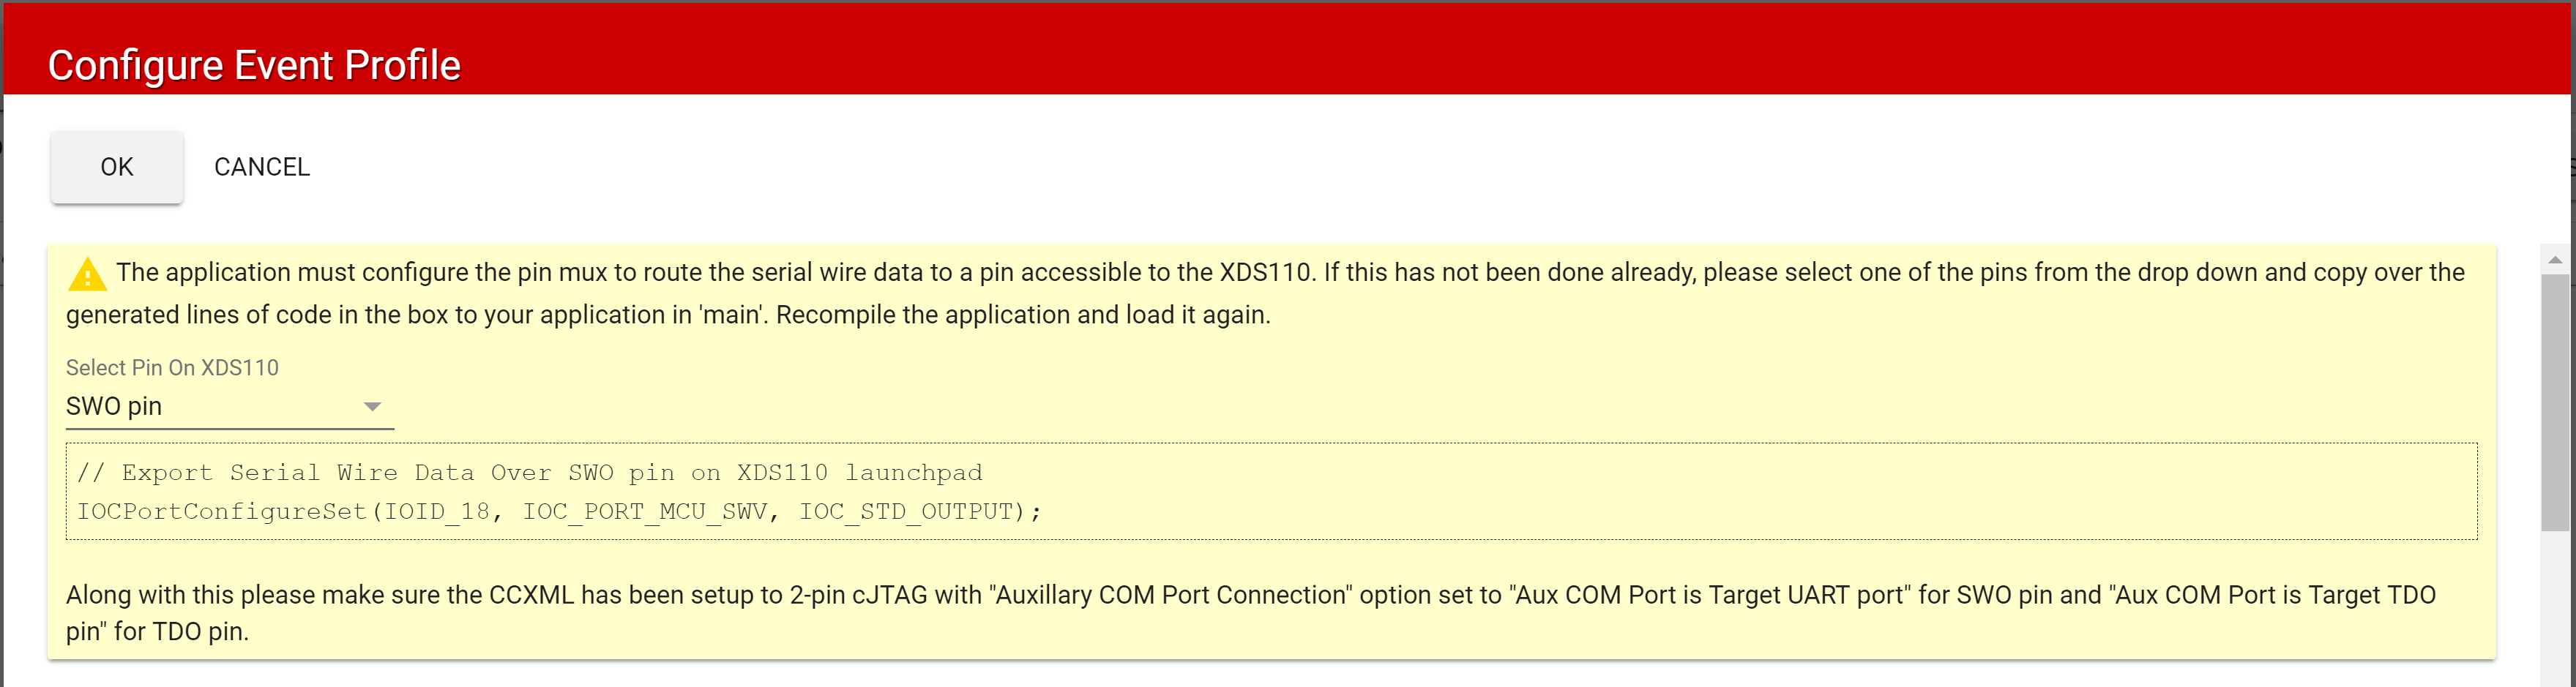 Configure Event Profile
OK CANCEL
The application must configure the pin mux to route the serial wire data to a pin accessible to the XDS110. If this has not been done already, please select one of the pins from the drop down and copy over the
generated lines of code in the box to your application in 'main'. Recompile the application and load it again.
Select Pin On XDS110
SWO pin
// Export Serial Wire Data Over SWO pin on XDS110 launchpad
IOCPortConfigureSet(IOID_18, IOC_PORT_MCU_SWV, IOC_STD_OUTPUT);
Along with this please make sure the CCXML has been setup to 2-pin cJTAG with "Auxillary COM Port Connection" option set to "Aux COM Port is Target UART port" for SWO pin and "Aux COM Port is Target TDO
pin" for TDO pin.